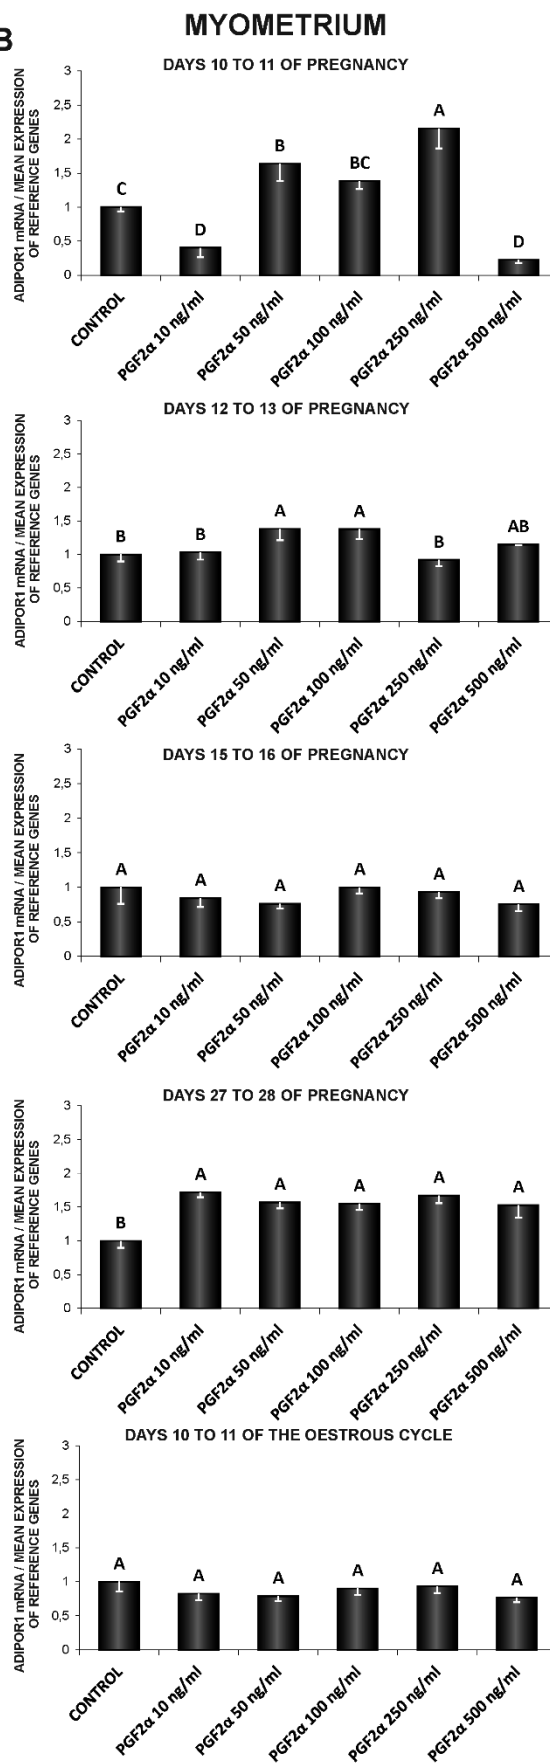 B
MYOMETRIUM
DAYS 10 TO 11 OF PREGNANCY
ADIPOR1 mRNA / MEAN EXPRESSION
OF REFERENCE GENES
3
2,5
2
1,5
1
0,5
0
C
D
B
BC
A
D
CONTROL
PGF2α 10 ng/ml
PGF2α 50 ng/ml
PGF2α 100 ng/ml
PGF2α 250 ng/ml
PGF2α 500 ng/ml
DAYS 12 TO 13 OF PREGNANCY
ADIPOR1 mRNA / MEAN EXPRESSION
OF REFERENCE GENES
3
2,5
2
1,5
1
0,5
0
B
B
A
A
B
AB
CONTROL
PGF2α 10 ng/ml
PGF2α 50 ng/ml
PGF2α 100 ng/ml
PGF2α 250 ng/ml
PGF2α 500 ng/ml
DAYS 15 TO 16 OF PREGNANCY
ADIPOR1 mRNA / MEAN EXPRESSION
OF REFERENCE GENES
3
2,5
2
1,5
1
0,5
0
A
A
A
A
A
A
CONTROL
PGF2α 10 ng/ml
PGF2α 50 ng/ml
PGF2α 100 ng/ml
PGF2α 250 ng/ml
PGF2α 500 ng/ml
DAYS 27 TO 28 OF PREGNANCY
ADIPOR1 mRNA / MEAN EXPRESSION
OF REFERENCE GENES
3
2,5
2
1,5
1
0,5
0
B
A
A
A
A
A
CONTROL
PGF2α 10 ng/ml
PGF2α 50 ng/ml
PGF2α 100 ng/ml
PGF2α 250 ng/ml
PGF2α 500 ng/ml
DAYS 10 TO 11 OF THE OESTROUS CYCLE
ADIPOR1 mRNA / MEAN EXPRESSION
OF REFERENCE GENES
3
2,5
2
1,5
1
0,5
0
A
A
A
A
A
A
CONTROL
PGF2α 10 ng/ml
PGF2α 50 ng/ml
PGF2α 100 ng/ml
PGF2α 250 ng/ml
PGF2α 500 ng/ml